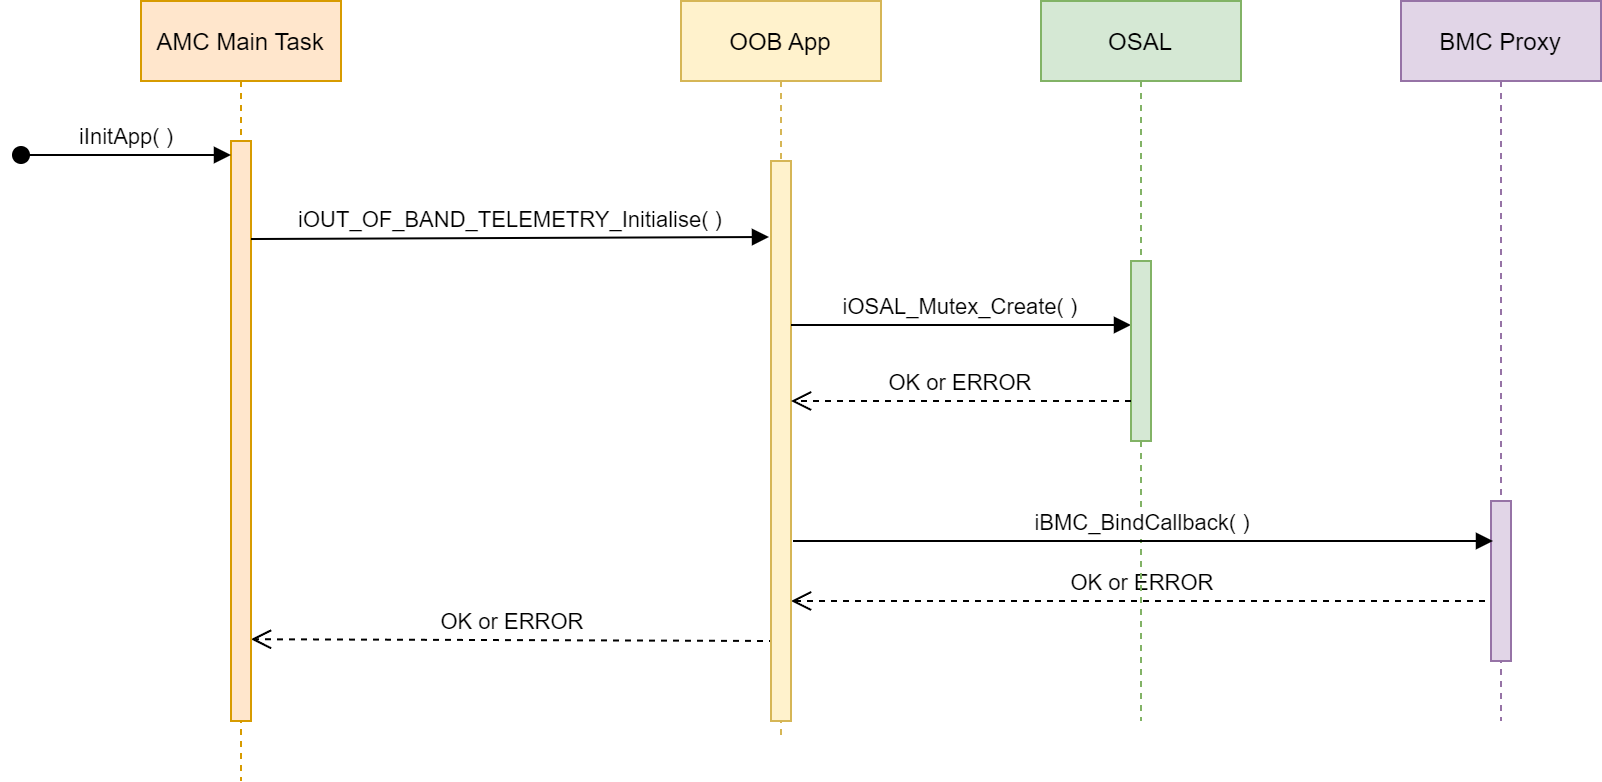 AMC Main Task
OOB App
OSAL
BMC Proxy
iInitApp( )
iOUT_OF_BAND_TELEMETRY_Initialise( )
iOSAL_Mutex_Create( )
OK or ERROR
iBMC_BindCallback( )
OK or ERROR
OK or ERROR